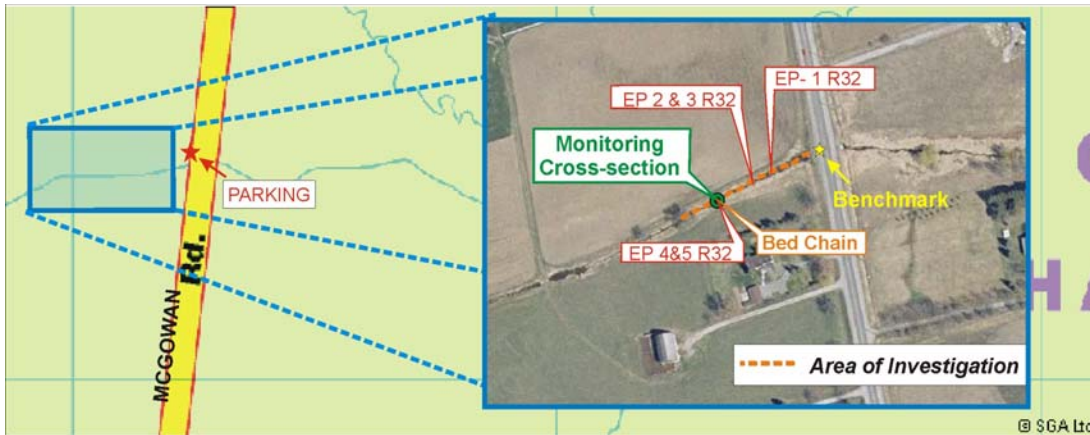 MCGOWAN Rd.
PARKING
EP- 1 R32
EP 2 & 3 R32
Monitoring
Cross-section
Benchmark
EP 4&5 R32
Bed Chain
Area of Investigation
HA
© SGA Ltd